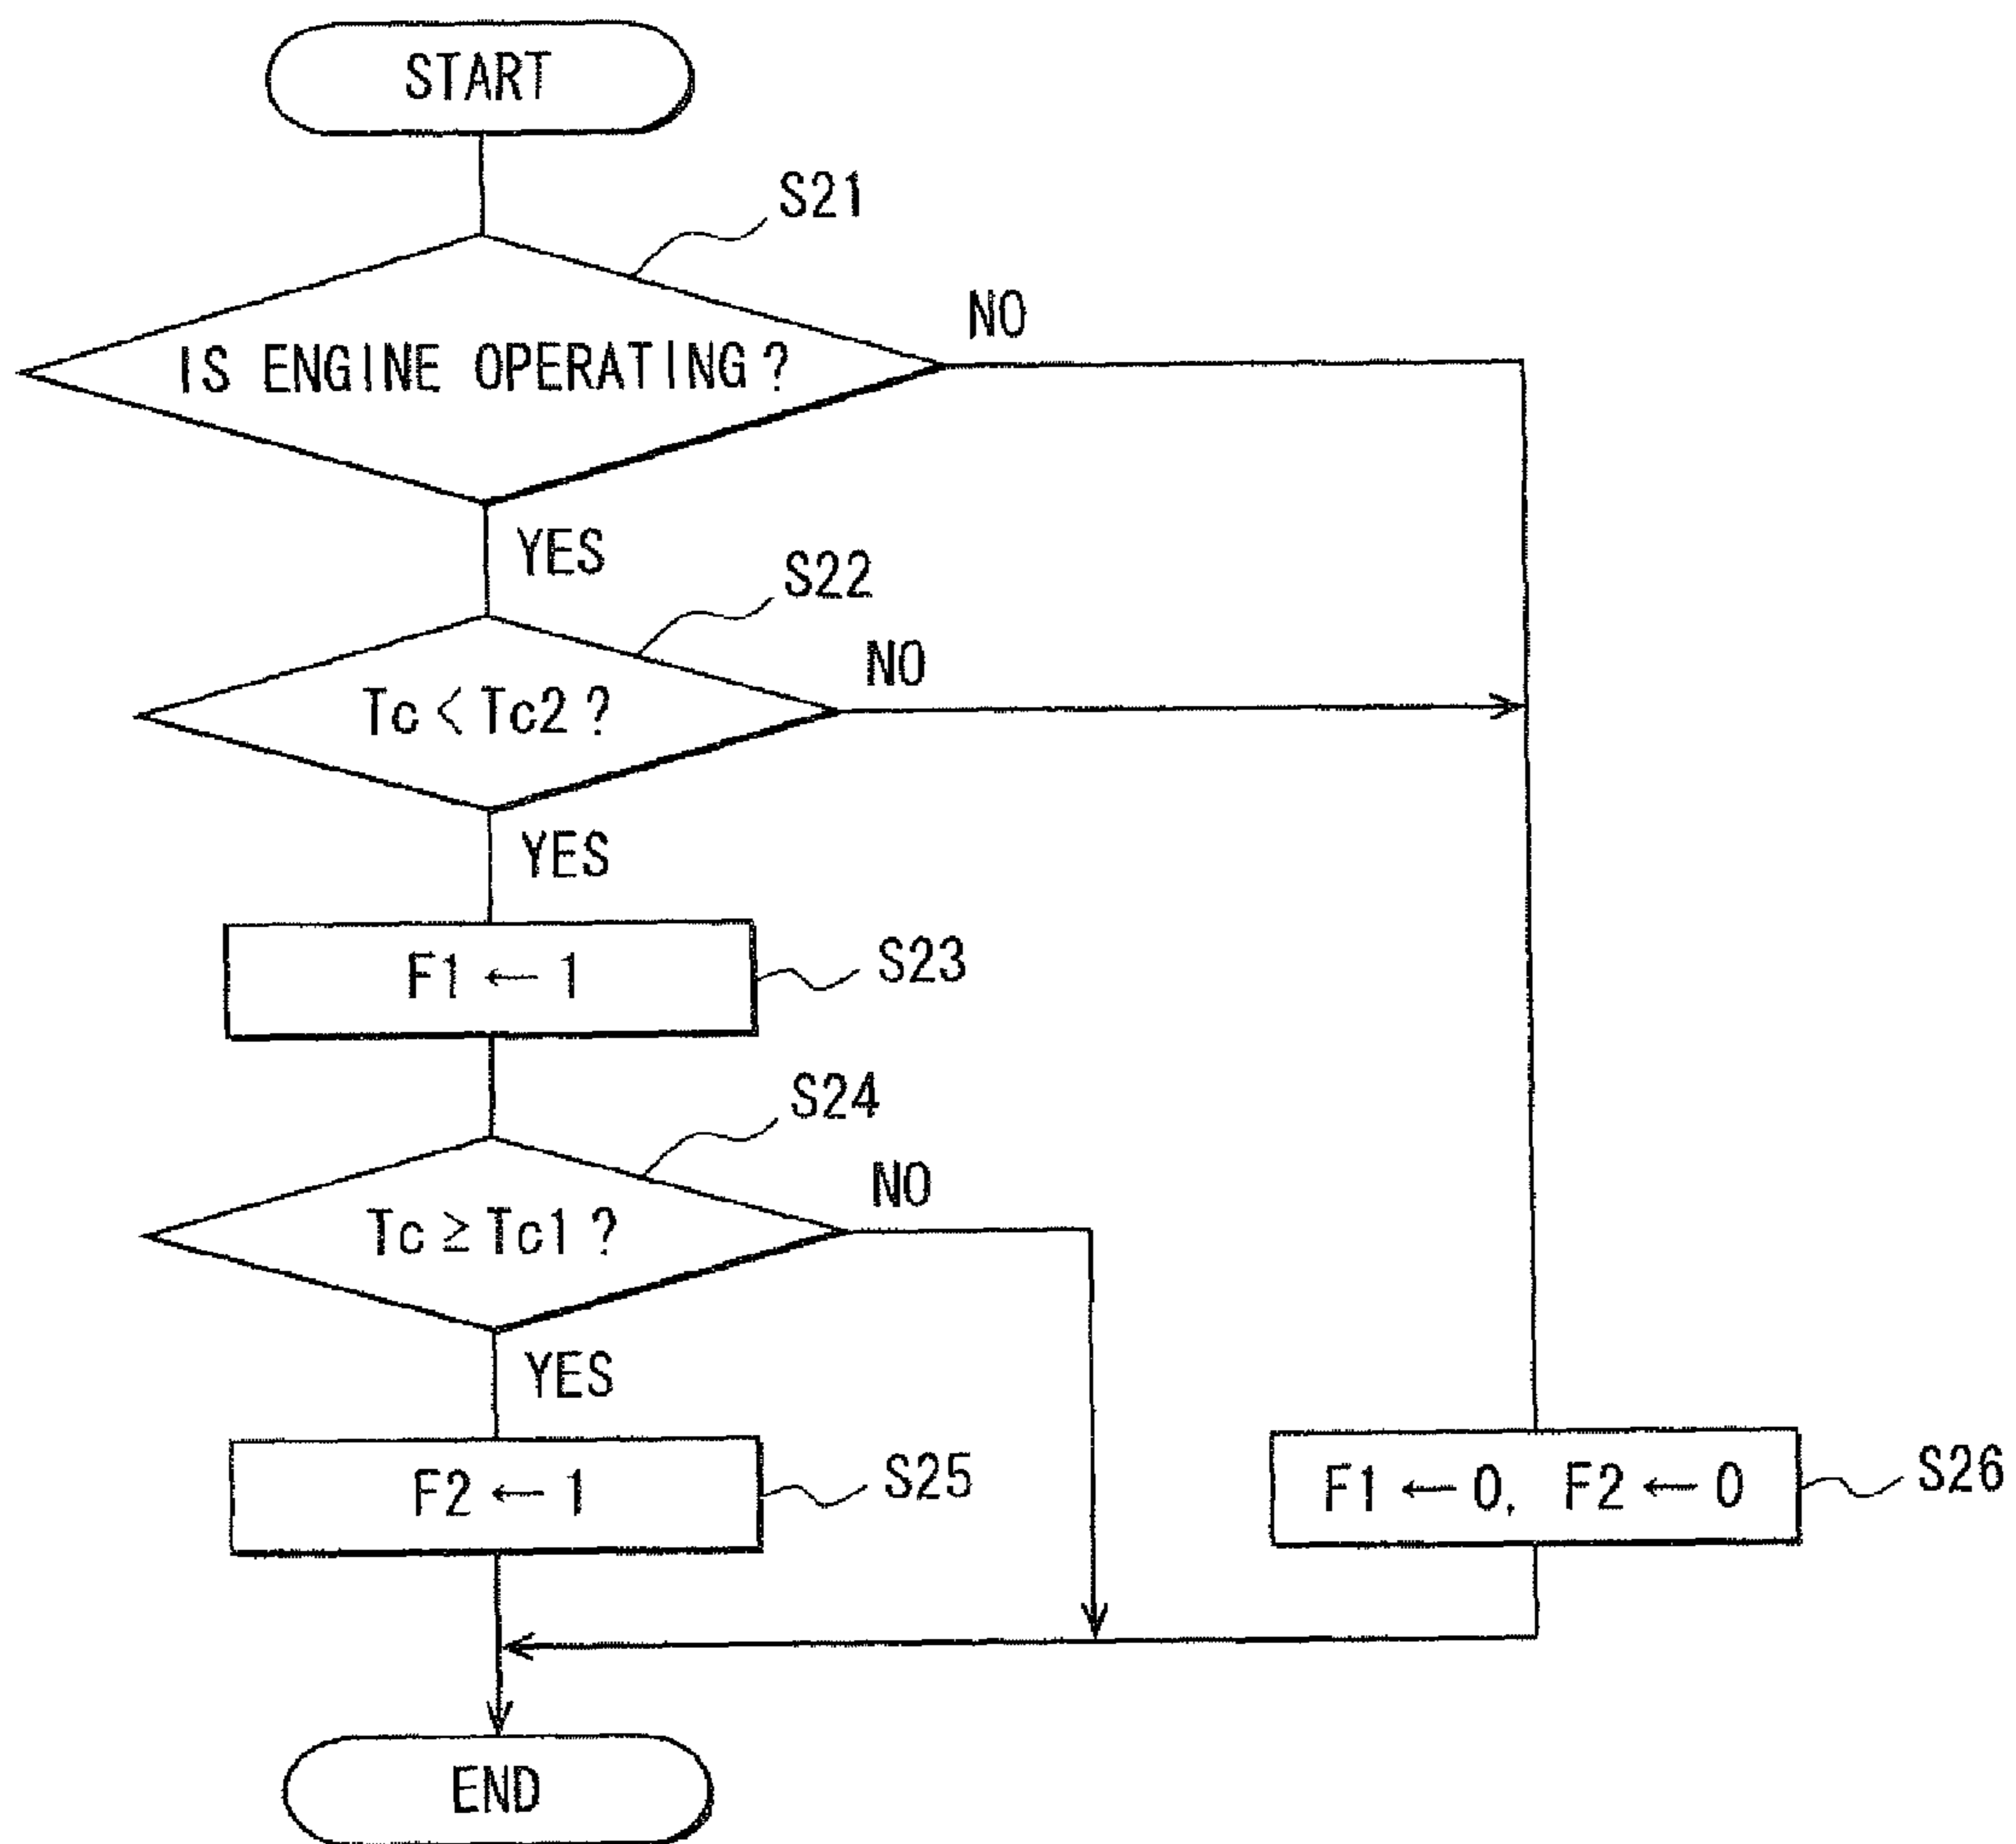 START
S21
IS ENGINE OPERATING?
NO
YES
S22
Tc < Tc2?
NO
YES
F1 ← 1
S23
S24
Tc ≥ Tc1?
NO
YES
F2 ← 1
S25
F1 ← 0, F2 ← 0
S26
END